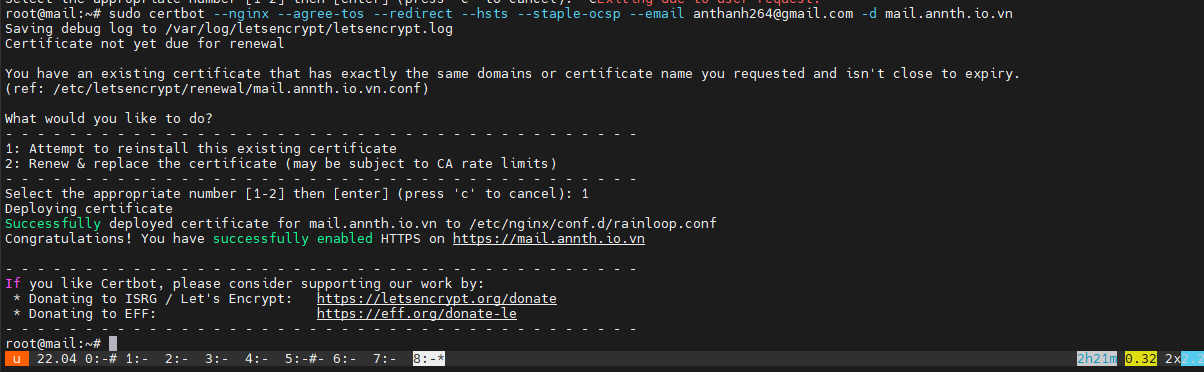 root@mail:~# sudo certbot --nginx --agree-tos --redirect --hsts --staple-ocsp --email anthanh264@gmail.com -d mail.annth.io.vn
Saving debug log to /var/log/letsencrypt/letsencrypt.log
Certificate not yet due for renewal

You have an existing certificate that has exactly the same domains or certificate name you requested and isn't close to expiry.
(ref: /etc/letsencrypt/renewal/mail.annth.io.vn.conf)

What would you like to do?
- - - - - - - - - - - - - - - - - - - - - - - - - - - - - - - - - - - - - - - -
1: Attempt to reinstall this existing certificate
2: Renew & replace the certificate (may be subject to CA rate limits)
- - - - - - - - - - - - - - - - - - - - - - - - - - - - - - - - - - - - - - - -
Select the appropriate number [1-2] then [enter] (press 'c' to cancel): 1
Deploying certificate
Successfully deployed certificate for mail.annth.io.vn to /etc/nginx/conf.d/rainloop.conf
Congratulations! You have successfully enabled HTTPS on https://mail.annth.io.vn

- - - - - - - - - - - - - - - - - - - - - - - - - - - - - - - - - - - - - - - -
If you like Certbot, please consider supporting our work by:
 * Donating to ISRG / Let's Encrypt:   https://letsencrypt.org/donate
 * Donating to EFF:                    https://eff.org/donate-le
- - - - - - - - - - - - - - - - - - - - - - - - - - - - - - - - - - - - - - - -
root@mail:~#
u 22.04 0:-# 1:- 2:- 3:- 4:- 5:-#- 6:- 7:- 8:-* 2h21m 0.32 2x2.2